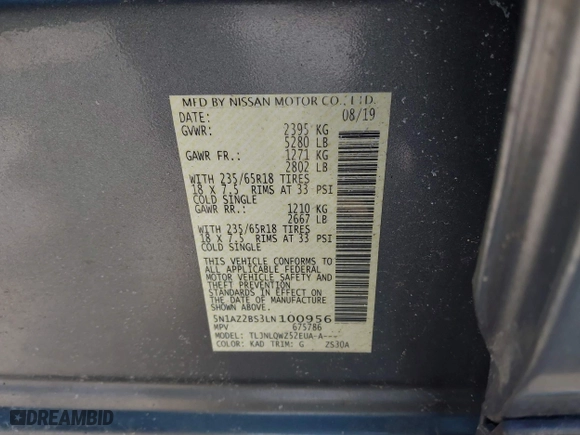 MFD BY NISSAN MOTOR CO., LTD.
DATE: 08/19
GVWR: 2395 KG
5280 LB
GAWR FR.: 1271 KG
2802 LB
WITH 235/65R18 TIRES
18 X 7.5 RIMS AT 33 PSI
COLD SINGLE
GAWR RR.: 1210 KG
2667 LB
WITH 235/65R18 TIRES
18 X 7.5 RIMS AT 33 PSI
COLD SINGLE
THIS VEHICLE CONFORMS TO
ALL APPLICABLE FEDERAL
MOTOR VEHICLE SAFETY AND
THEFT PREVENTION
STANDARDS IN EFFECT ON
THE DATE OF MANUFACTURE
SHOWN ABOVE.
5N1AZ2BS3LN100956
MPV 675786
MODEL: TLJNLQWZ52EUA-A---
COLOR: KAD TRIM: G 2S30A
DREAMBID